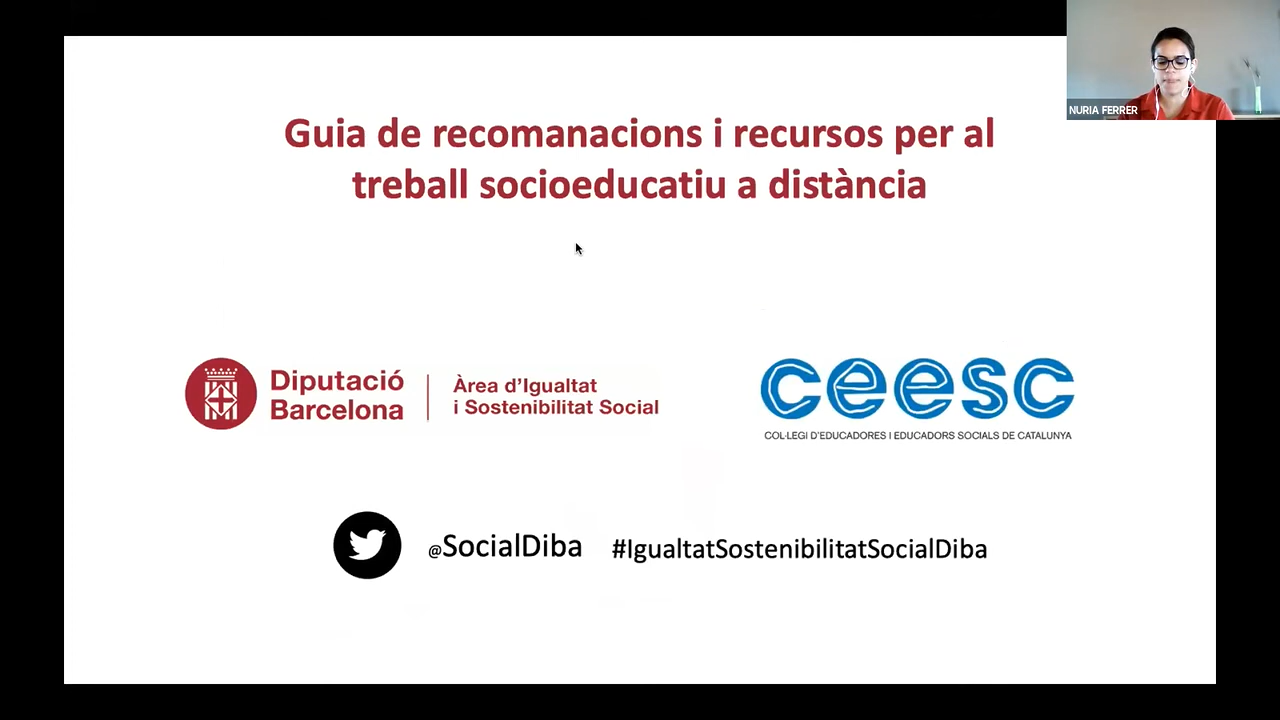 NURIA FERRER
Guia de recomanacions i recursos per al
treball socioeducatiu a distància
Diputació
Barcelona
Àrea d'Igualtat
i Sostenibilitat Social
ceesc
COL·LEGI D'EDUCADORES I EDUCADORS SOCIALS DE CATALUNYA
@SocialDiba #IgualtatSostenibilitatSocialDiba